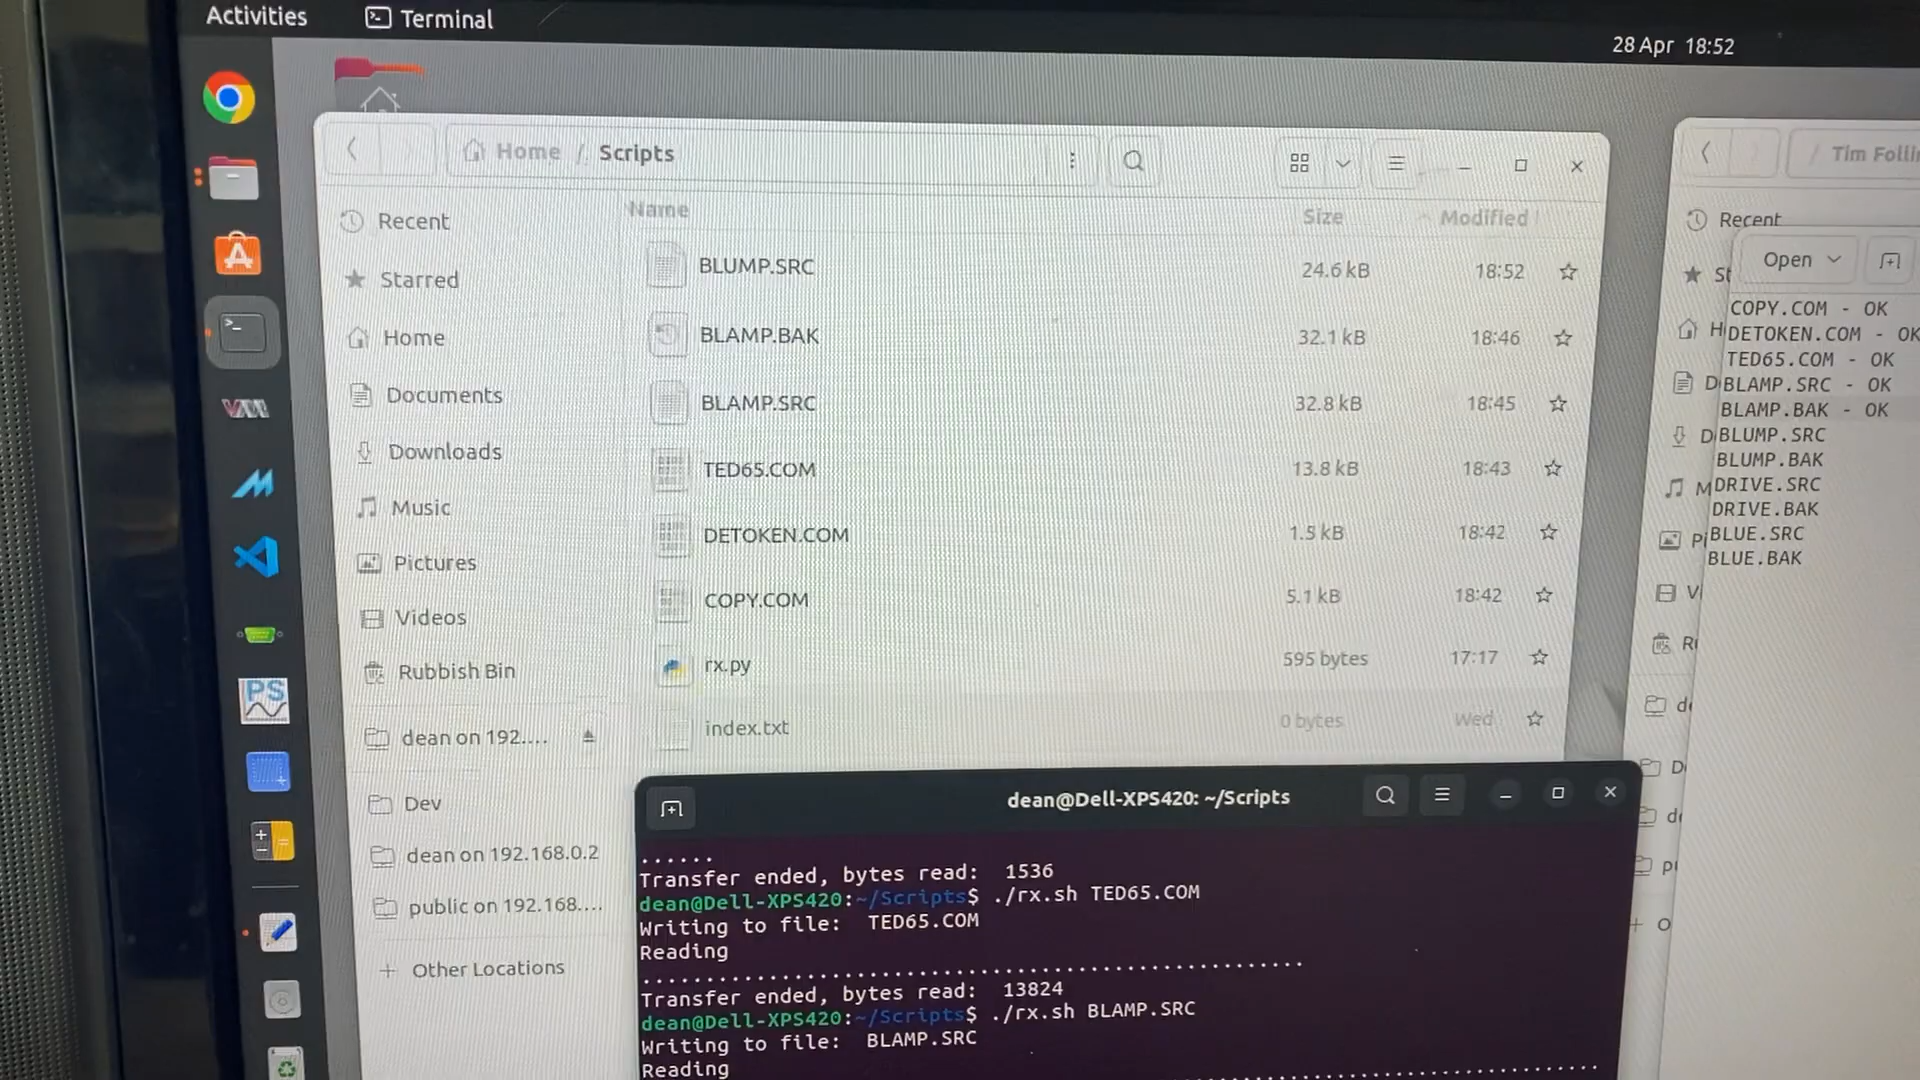 Activities
Terminal
28 Apr 18:52
Home / Scripts
Name Size Modified
BLUMP.SRC 24.6 kB 18:52
BLAMP.BAK 32.1 kB 18:46
BLAMP.SRC 32.8 kB 18:45
TED65.COM 13.8 kB 18:43
DETOKEN.COM 1.5 kB 18:42
COPY.COM 5.1 kB 18:42
rx.py 595 bytes 17:17
index.txt 0 bytes Wed
Recent
Starred
Home
Documents
Downloads
Music
Pictures
Videos
Rubbish Bin
dean on 192....
Dev
dean on 192.168.0.2
public on 192.168....
+ Other Locations
PS
dean@Dell-XPS420: ~/Scripts
......
Transfer ended, bytes read: 1536
dean@Dell-XPS420:~/Scripts$ ./rx.sh TED65.COM
Writing to file: TED65.COM
Reading
Transfer ended, bytes read: 13824
dean@Dell-XPS420:~/Scripts$ ./rx.sh BLAMP.SRC
Writing to file: BLAMP.SRC
Reading
/ Tim Follin
Recent
Open
COPY.COM - OK
DETOKEN.COM - OK
TED65.COM - OK
BLAMP.SRC - OK
BLAMP.BAK - OK
BLUMP.SRC
BLUMP.BAK
DRIVE.SRC
DRIVE.BAK
BLUE.SRC
BLUE.BAK